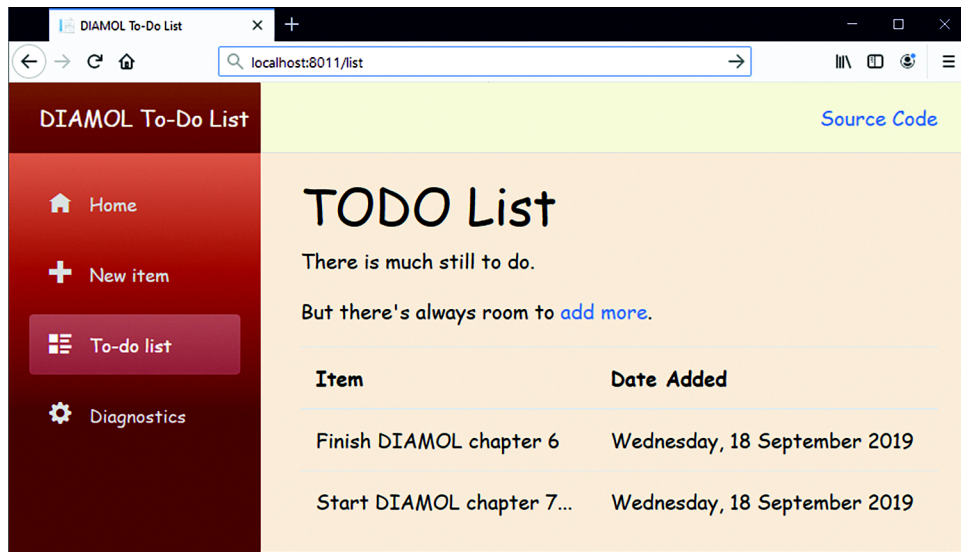 DIAMOL To-Do List
localhost:8011/list
DIAMOL To-Do List
Source Code
Home
New item
To-do list
Diagnostics
TODO List
There is much still to do.
But there's always room to add more.
Item Date Added
Finish DIAMOL chapter 6 Wednesday, 18 September 2019
Start DIAMOL chapter 7... Wednesday, 18 September 2019